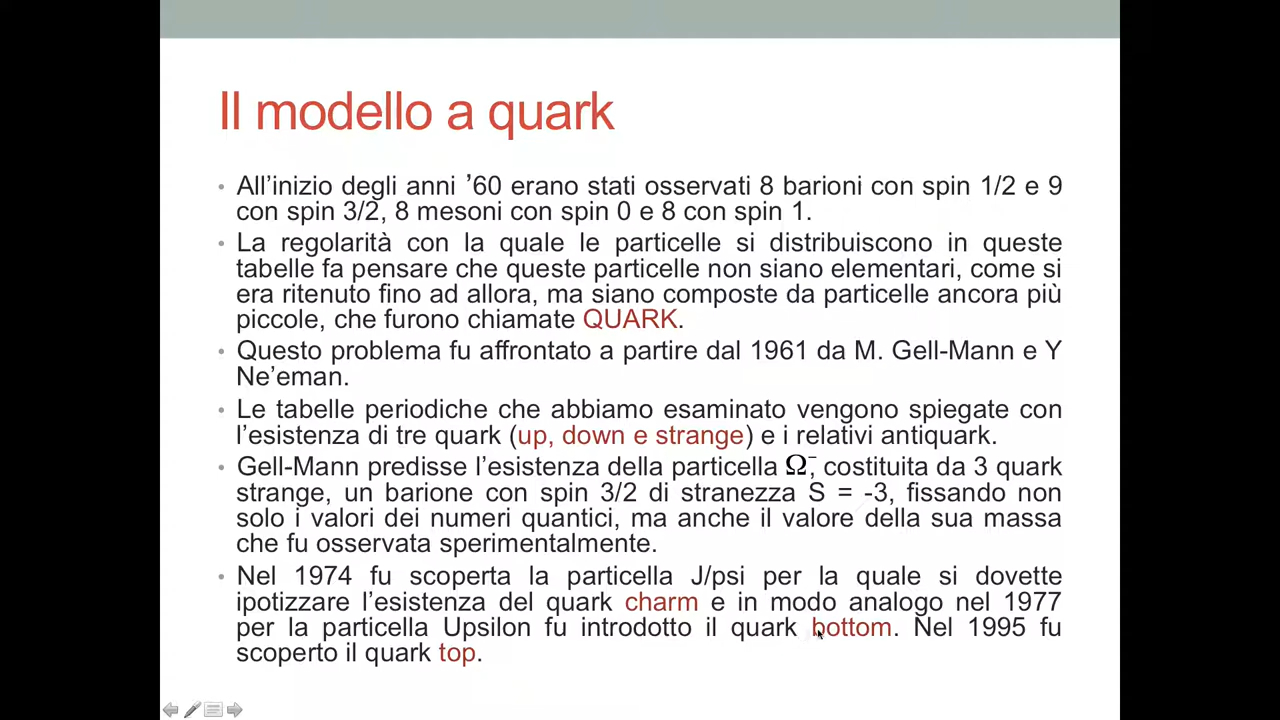 Il modello a quark
• All’inizio degli anni ’60 erano stati osservati 8 barioni con spin 1/2 e 9
con spin 3/2, 8 mesoni con spin 0 e 8 con spin 1.
• La regolarità con la quale le particelle si distribuiscono in queste
tabelle fa pensare che queste particelle non siano elementari, come si
era ritenuto fino ad allora, ma siano composte da particelle ancora più
piccole, che furono chiamate QUARK.
• Questo problema fu affrontato a partire dal 1961 da M. Gell-Mann e Y
Ne’eman.
• Le tabelle periodiche che abbiamo esaminato vengono spiegate con
l’esistenza di tre quark (up, down e strange) e i relativi antiquark.
• Gell-Mann predisse l’esistenza della particella Ω⁻, costituita da 3 quark
strange, un barione con spin 3/2 di stranezza S = -3, fissando non
solo i valori dei numeri quantici, ma anche il valore della sua massa
che fu osservata sperimentalmente.
• Nel 1974 fu scoperta la particella J/psi per la quale si dovette
ipotizzare l’esistenza del quark charm e in modo analogo nel 1977
per la particella Upsilon fu introdotto il quark bottom. Nel 1995 fu
scoperto il quark top.